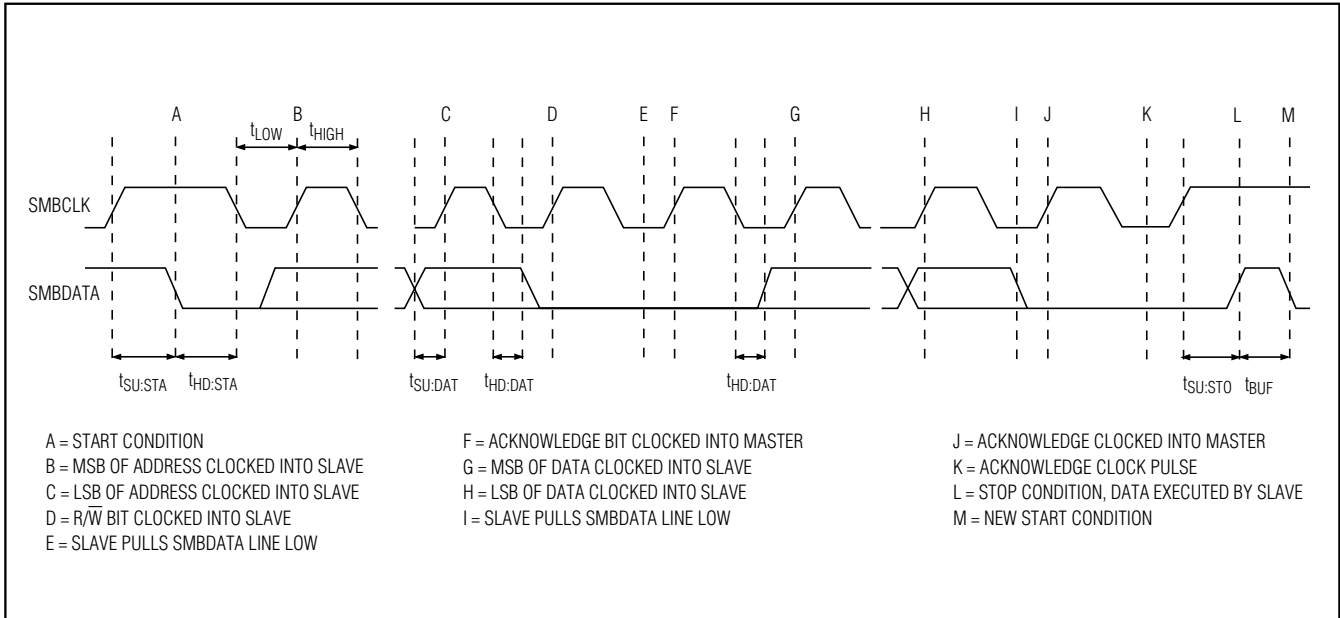 A B C D E F G H I J K L M
tLOW tHIGH
SMBCLK
SMBDATA
tSU:STA tHD:STA tSU:DAT tHD:DAT tHD:DAT tSU:STO tBUF
A = START CONDITION
B = MSB OF ADDRESS CLOCKED INTO SLAVE
C = LSB OF ADDRESS CLOCKED INTO SLAVE
D = R/W̅ BIT CLOCKED INTO SLAVE
E = SLAVE PULLS SMBDATA LINE LOW
F = ACKNOWLEDGE BIT CLOCKED INTO MASTER
G = MSB OF DATA CLOCKED INTO SLAVE
H = LSB OF DATA CLOCKED INTO SLAVE
I = SLAVE PULLS SMBDATA LINE LOW
J = ACKNOWLEDGE CLOCKED INTO MASTER
K = ACKNOWLEDGE CLOCK PULSE
L = STOP CONDITION, DATA EXECUTED BY SLAVE
M = NEW START CONDITION